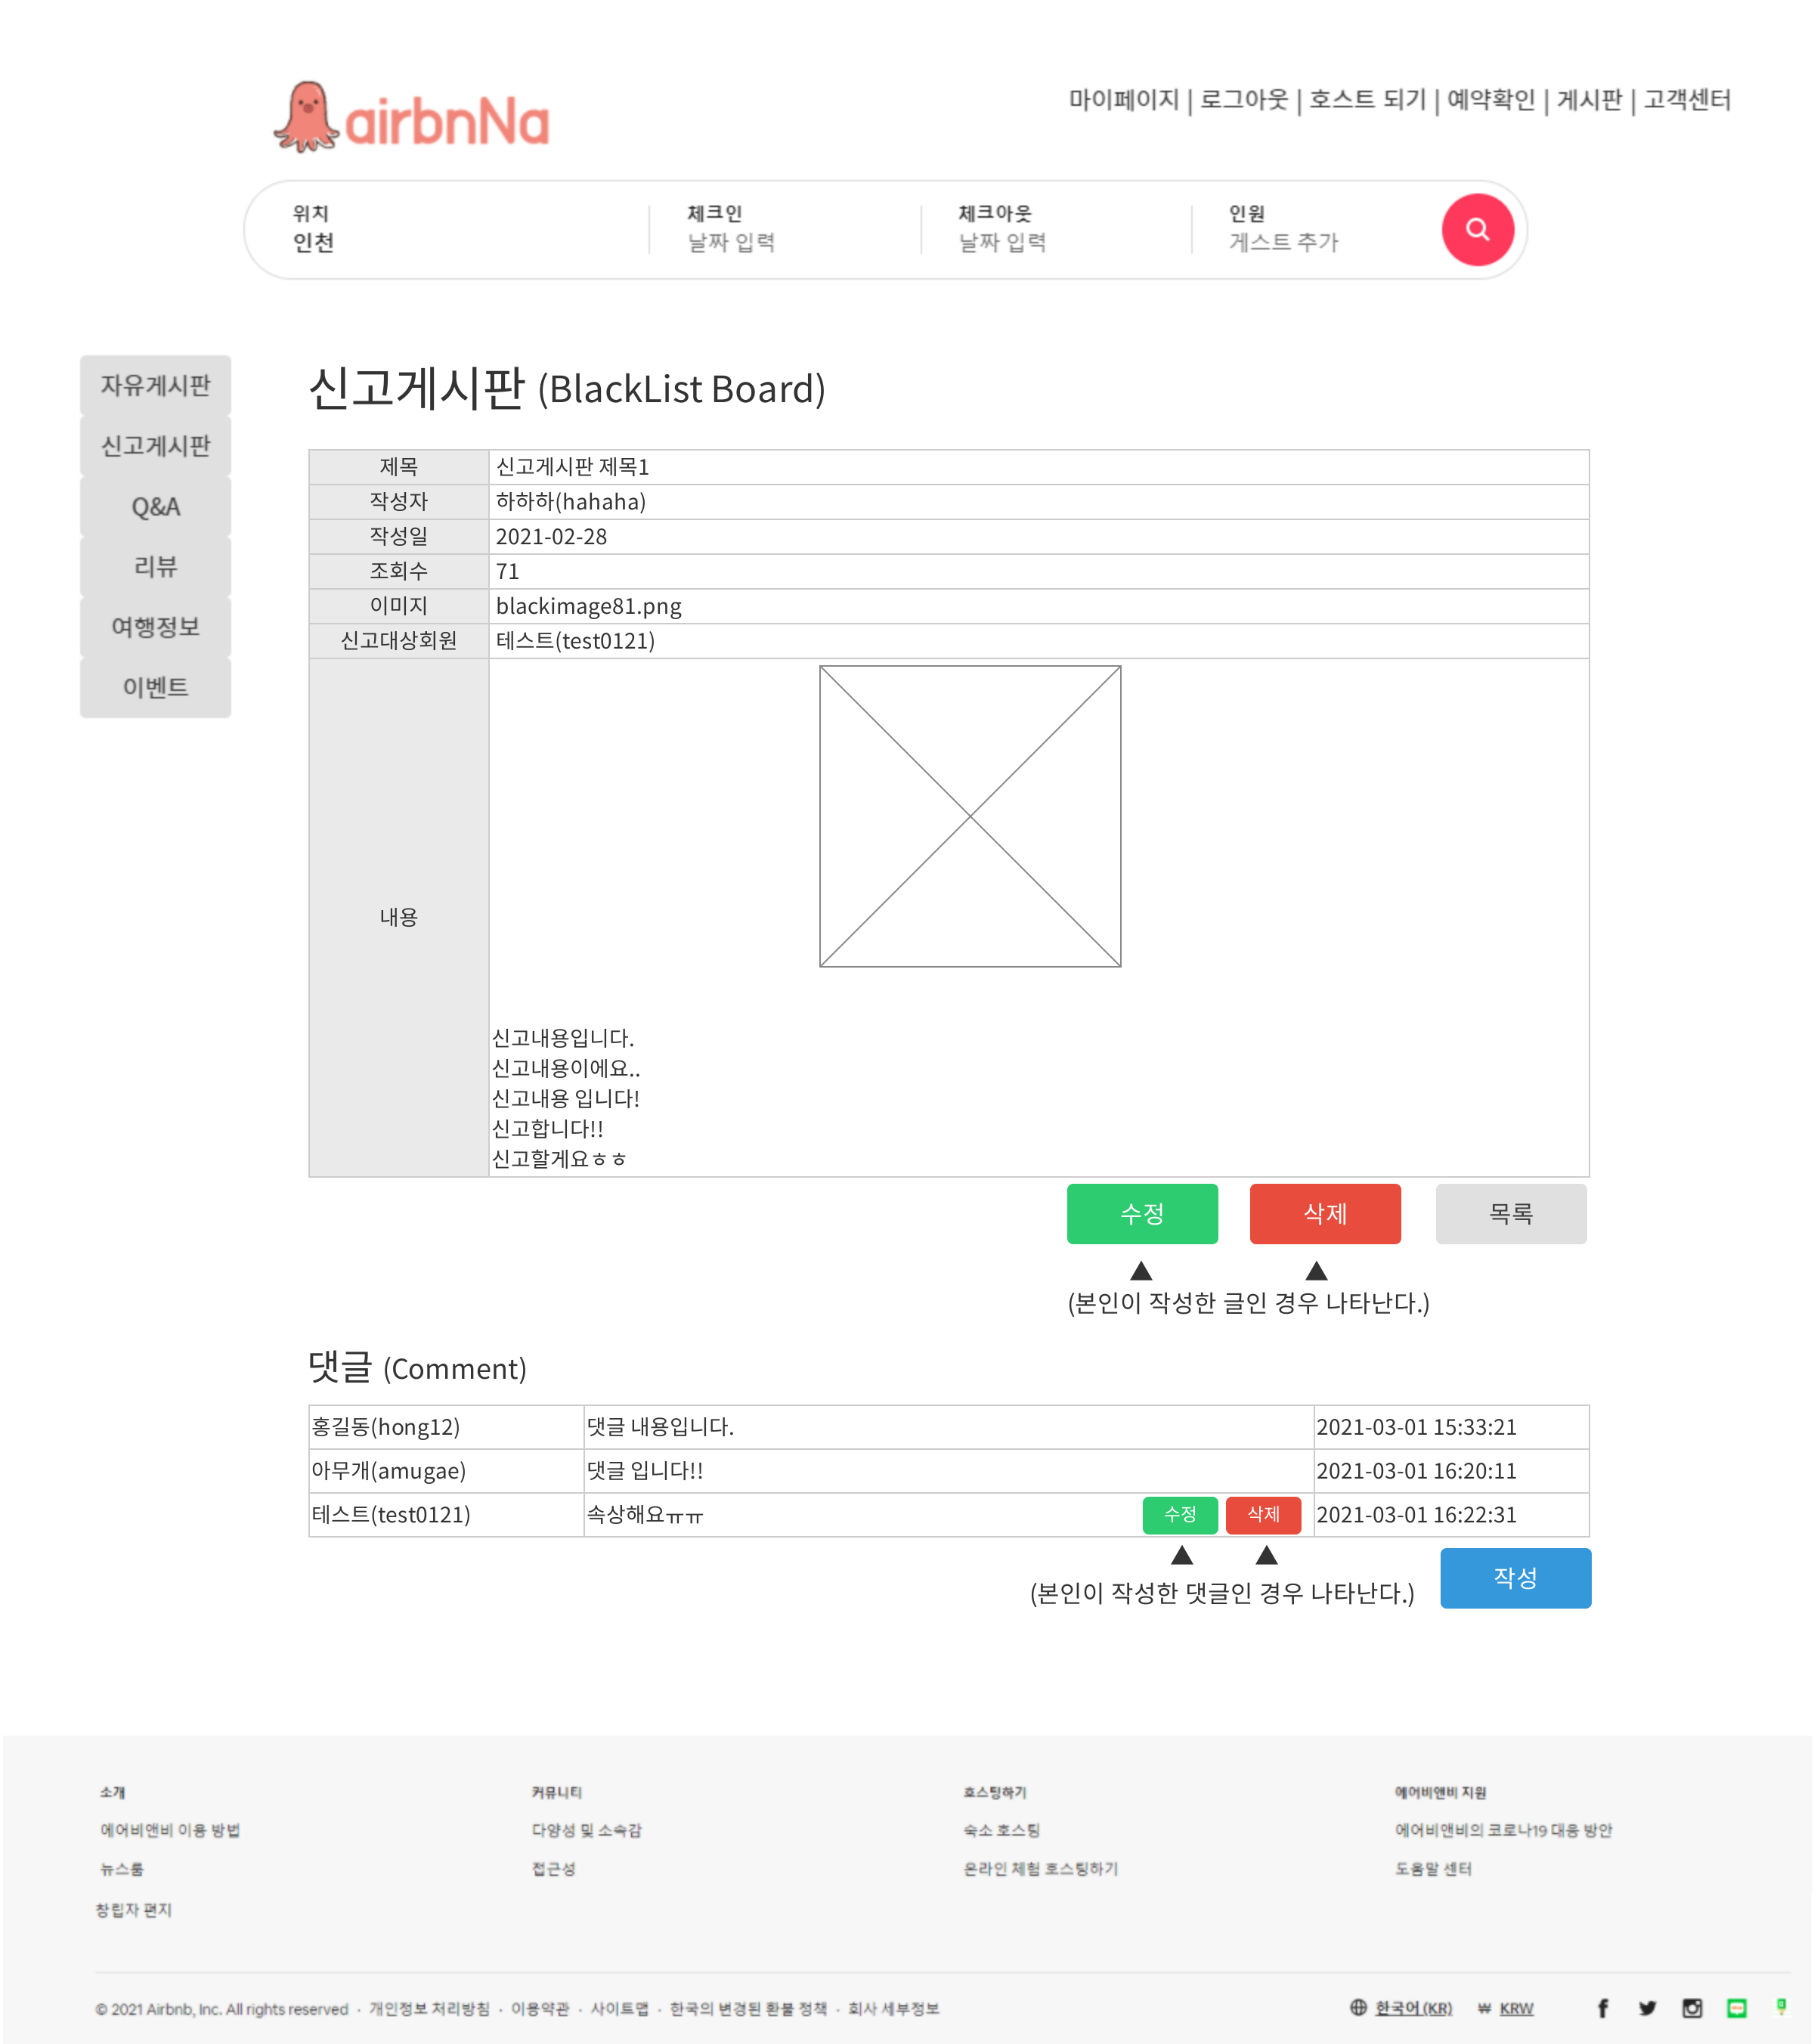 airbnNa
마이페이지 | 로그아웃 | 호스트 되기 | 예약확인 | 게시판 | 고객센터
위치 체크인 체크아웃 인원
인천 날짜 입력 날짜 입력 게스트 추가
자유게시판
신고게시판
Q&A
리뷰
여행정보
이벤트
신고게시판 (BlackList Board)
제목 신고게시판 제목1
작성자 하하하(hahaha)
작성일 2021-02-28
조회수 71
이미지 blackimage81.png
신고대상회원 테스트(test0121)
내용
신고내용입니다.
신고내용이에요..
신고내용 입니다!
신고합니다!!
신고할게요ㅎㅎ
수정 삭제 목록
▲ ▲
(본인이 작성한 글인 경우 나타난다.)
댓글 (Comment)
홍길동(hong12) 댓글 내용입니다. 2021-03-01 15:33:21
아무개(amugae) 댓글 입니다!! 2021-03-01 16:20:11
테스트(test0121) 속상해요ㅠㅠ 수정 삭제 2021-03-01 16:22:31
▲ ▲
(본인이 작성한 댓글인 경우 나타난다.) 작성
소개 커뮤니티 호스팅하기 에어비앤비 지원
에어비앤비 이용 방법 다양성 및 소속감 숙소 호스팅 에어비앤비의 코로나19 대응 방안
뉴스룸 접근성 온라인 체험 호스팅하기 도움말 센터
창립자 편지
© 2021 Airbnb, Inc. All rights reserved · 개인정보 처리방침 · 이용약관 · 사이트맵 · 한국의 변경된 환불 정책 · 회사 세부정보 한국어(KR) ₩ KRW